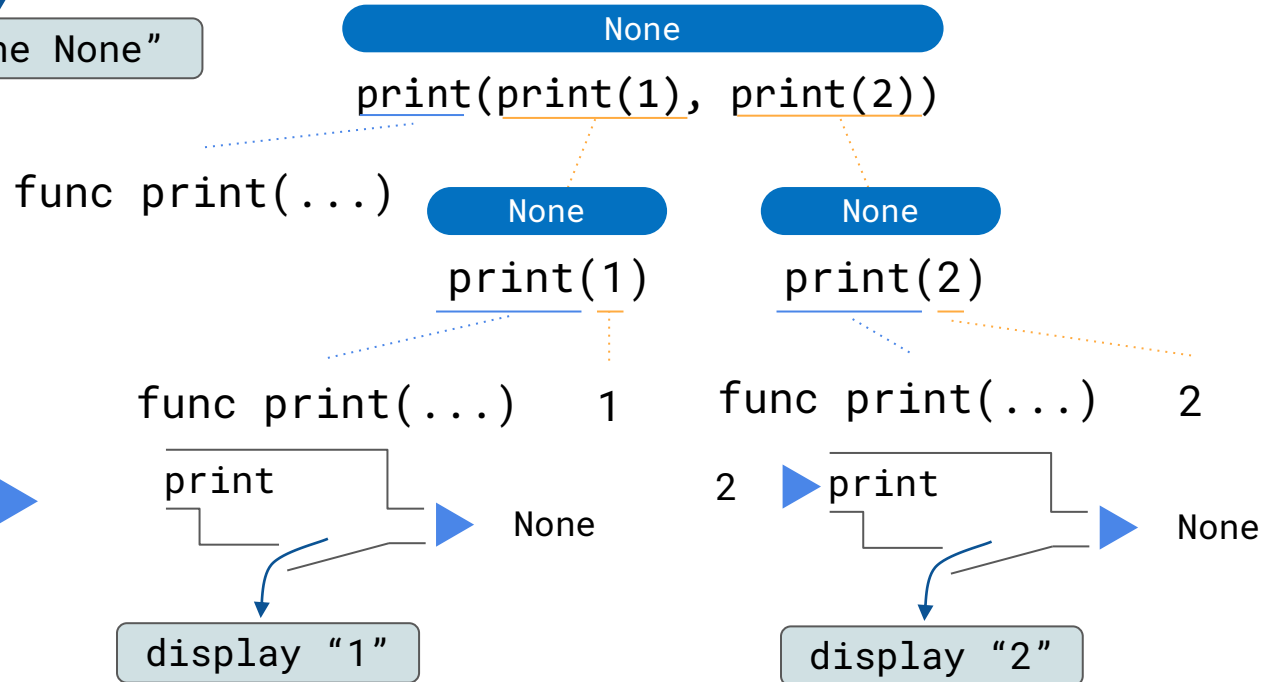 None
None”
print(print(1), print(2))
func print(...)
None
None
print(1)
print(2)
func print(...)
1
func print(...)
2
print
None
2
print
None
display “1”
display “2”